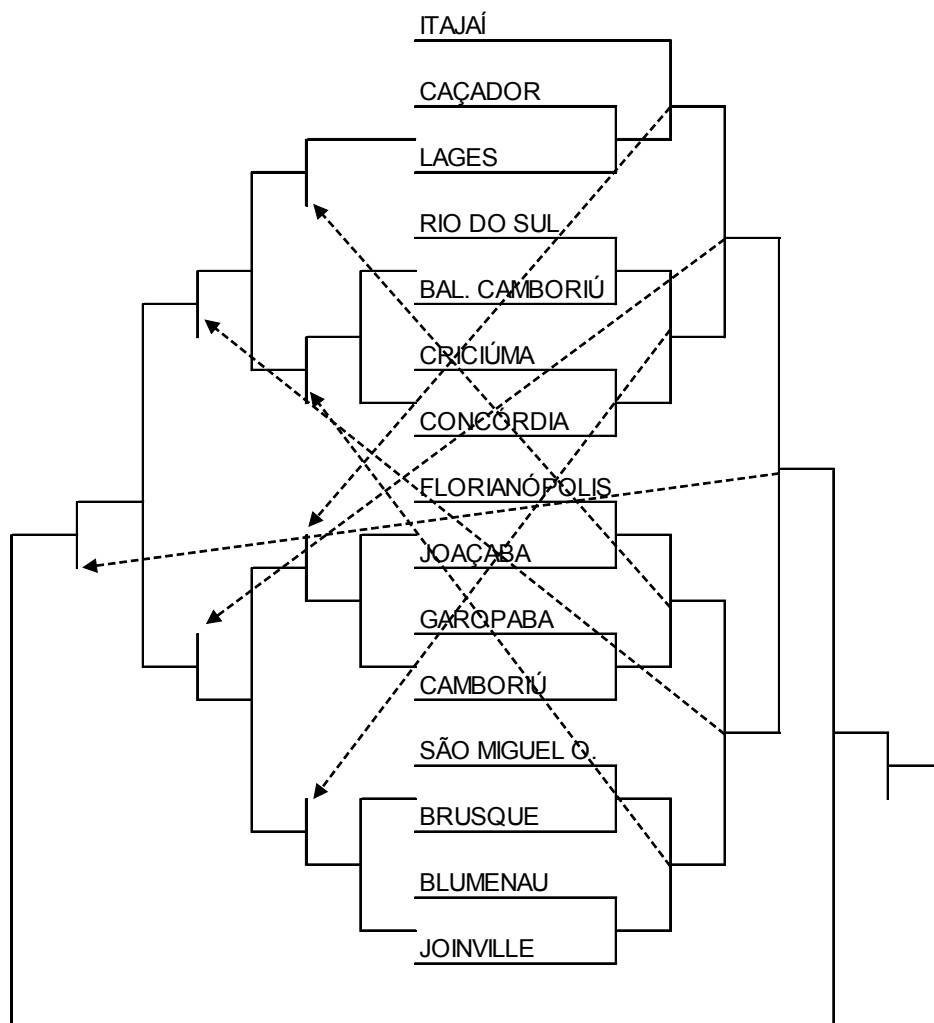 ITAJAÍ
CAÇADOR
LAGES
RIO DO SUL
BAL. CAMBORIÚ
CRICIÚMA
CONCÓRDIA
FLORIANÓPOLIS
JOAÇABA
GAROPABA
CAMBORIÚ
SÃO MIGUEL O.
BRUSQUE
BLUMENAU
JOINVILLE